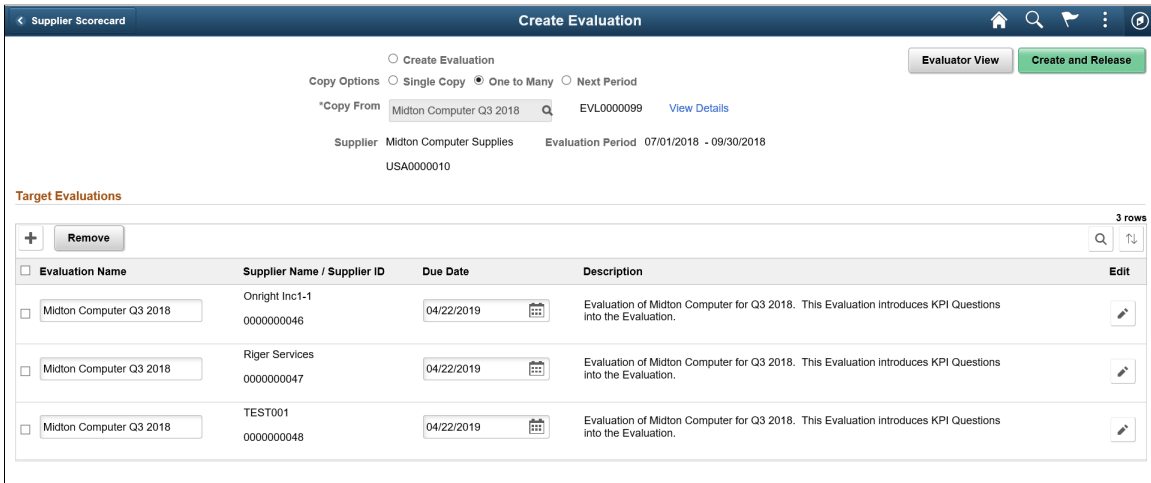 Supplier Scorecard
Create Evaluation
Create Evaluation
Evaluator View
Create and Release
Copy Options Single Copy One to Many Next Period
*Copy From Midton Computer Q3 2018 EVL0000099 View Details
Supplier Midton Computer Supplies Evaluation Period 07/01/2018 - 09/30/2018
USA0000010
Target Evaluations
3 rows
Remove
Evaluation Name Supplier Name / Supplier ID Due Date Description Edit
Onright Inc1-1
Midton Computer Q3 2018 04/22/2019 Evaluation of Midton Computer for Q3 2018. This Evaluation introduces KPI Questions
into the Evaluation.
0000000046
Riger Services
Midton Computer Q3 2018 04/22/2019 Evaluation of Midton Computer for Q3 2018. This Evaluation introduces KPI Questions
into the Evaluation.
0000000047
TEST001
Midton Computer Q3 2018 04/22/2019 Evaluation of Midton Computer for Q3 2018. This Evaluation introduces KPI Questions
into the Evaluation.
0000000048